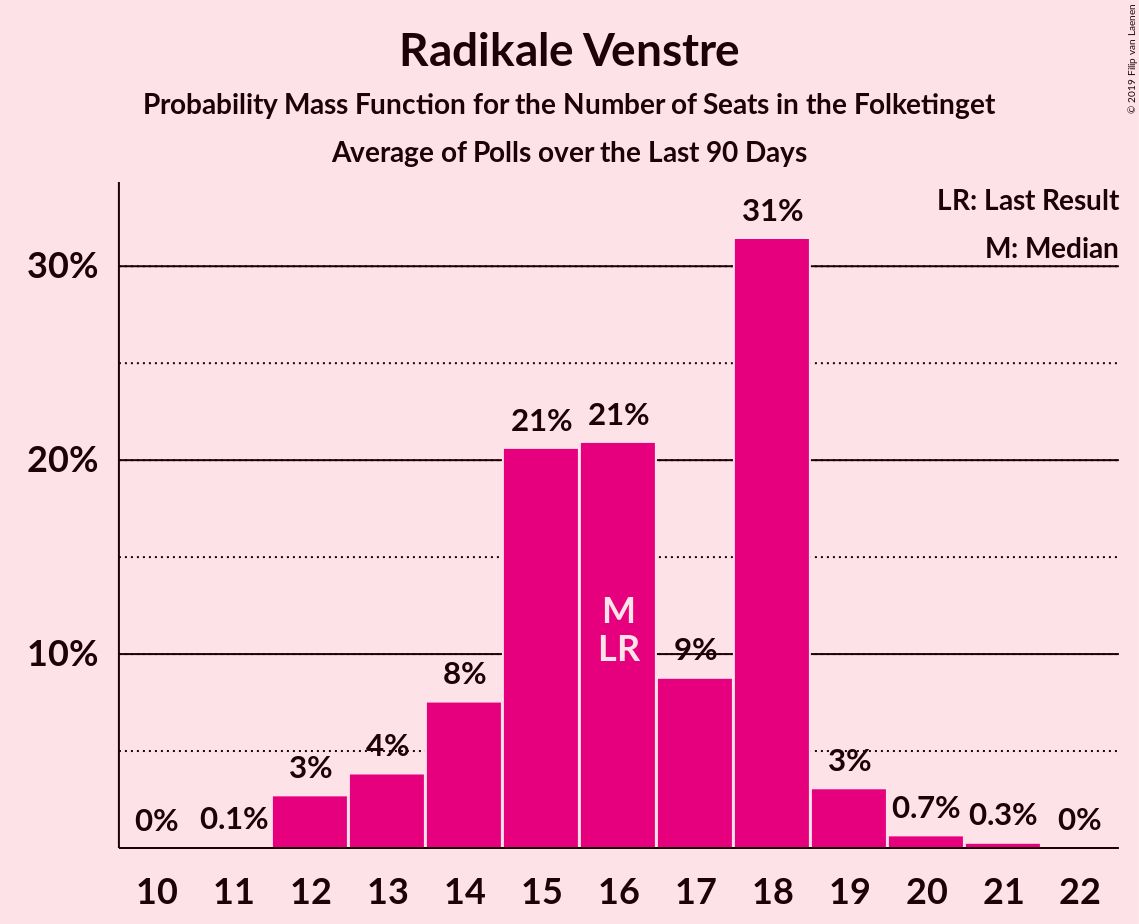 Radikale Venstre
Probability Mass Function for the Number of Seats in the Folketinget
Average of Polls over the Last 90 Days
© 2019 Filip van Laenen
LR: Last Result
M: Median
30%
20%
10%
0%
0.1%
3%
4%
8%
21%
21%
9%
31%
3%
0.7%
0.3%
0%
M
LR
10 11 12 13 14 15 16 17 18 19 20 21 22